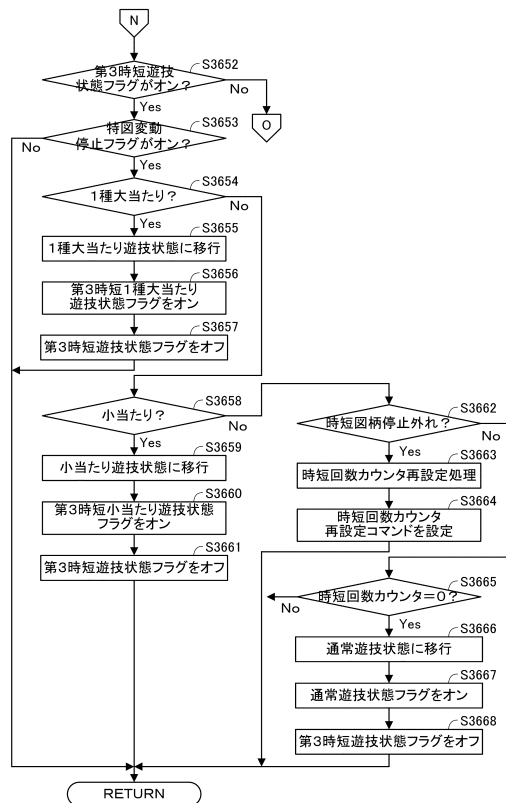 N
S3652
第3時短遊技
状態フラグがオン？
No
Yes
O
S3653
特図変動
停止フラグがオン？
No
Yes
S3654
1種大当たり？
No
Yes
S3655
1種大当たり遊技状態に移行
S3656
第3時短1種大当たり
遊技状態フラグをオン
S3657
第3時短遊技状態フラグをオフ
S3658
小当たり？
No
Yes
S3659
小当たり遊技状態に移行
S3660
第3時短小当たり遊技状態
フラグをオン
S3661
第3時短遊技状態フラグをオフ
S3662
時短図柄停止外れ？
No
Yes
S3663
時短回数カウンタ再設定処理
S3664
時短回数カウンタ
再設定コマンドを設定
S3665
時短回数カウンタ＝0？
No
Yes
S3666
通常遊技状態に移行
S3667
通常遊技状態フラグをオン
S3668
第3時短遊技状態フラグをオフ
RETURN